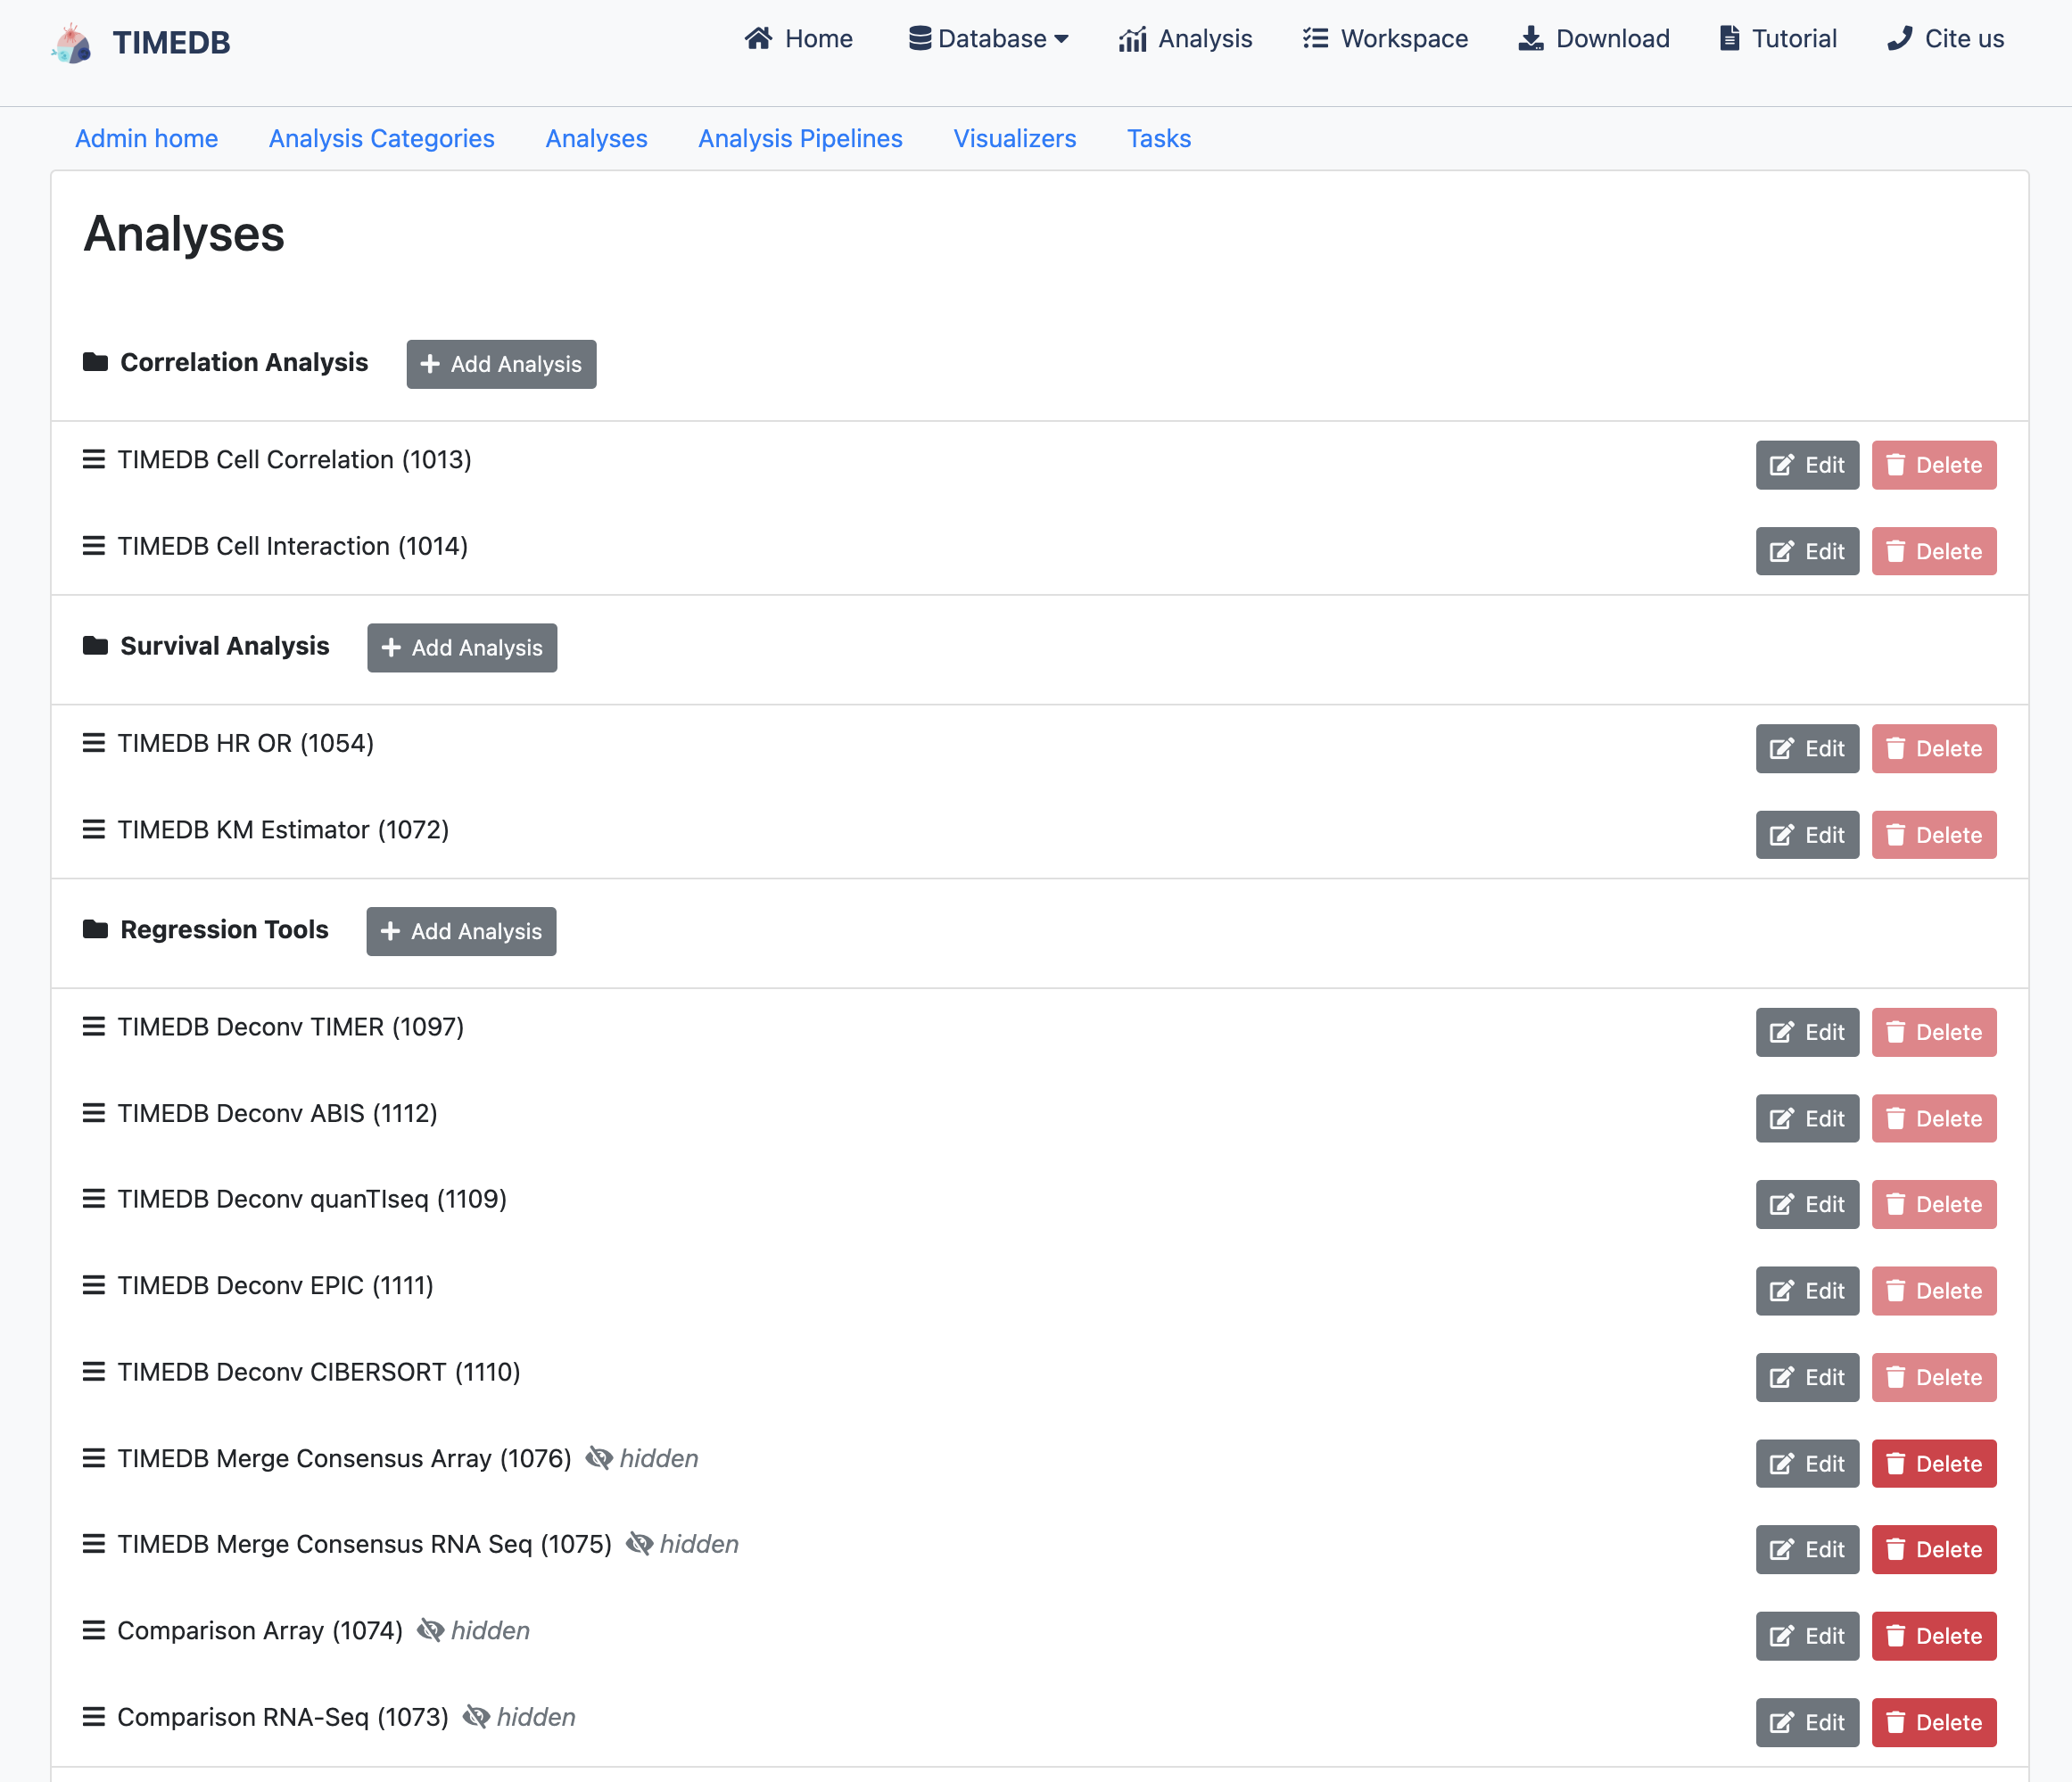 TIMEDB
Home Database Analysis Workspace Download Tutorial Cite us
Admin home Analysis Categories Analyses Analysis Pipelines Visualizers Tasks
Analyses
Correlation Analysis Add Analysis
TIMEDB Cell Correlation (1013) Edit Delete
TIMEDB Cell Interaction (1014) Edit Delete
Survival Analysis Add Analysis
TIMEDB HR OR (1054) Edit Delete
TIMEDB KM Estimator (1072) Edit Delete
Regression Tools Add Analysis
TIMEDB Deconv TIMER (1097) Edit Delete
TIMEDB Deconv ABIS (1112) Edit Delete
TIMEDB Deconv quanTIseq (1109) Edit Delete
TIMEDB Deconv EPIC (1111) Edit Delete
TIMEDB Deconv CIBERSORT (1110) Edit Delete
TIMEDB Merge Consensus Array (1076) hidden Edit Delete
TIMEDB Merge Consensus RNA Seq (1075) hidden Edit Delete
Comparison Array (1074) hidden Edit Delete
Comparison RNA-Seq (1073) hidden Edit Delete